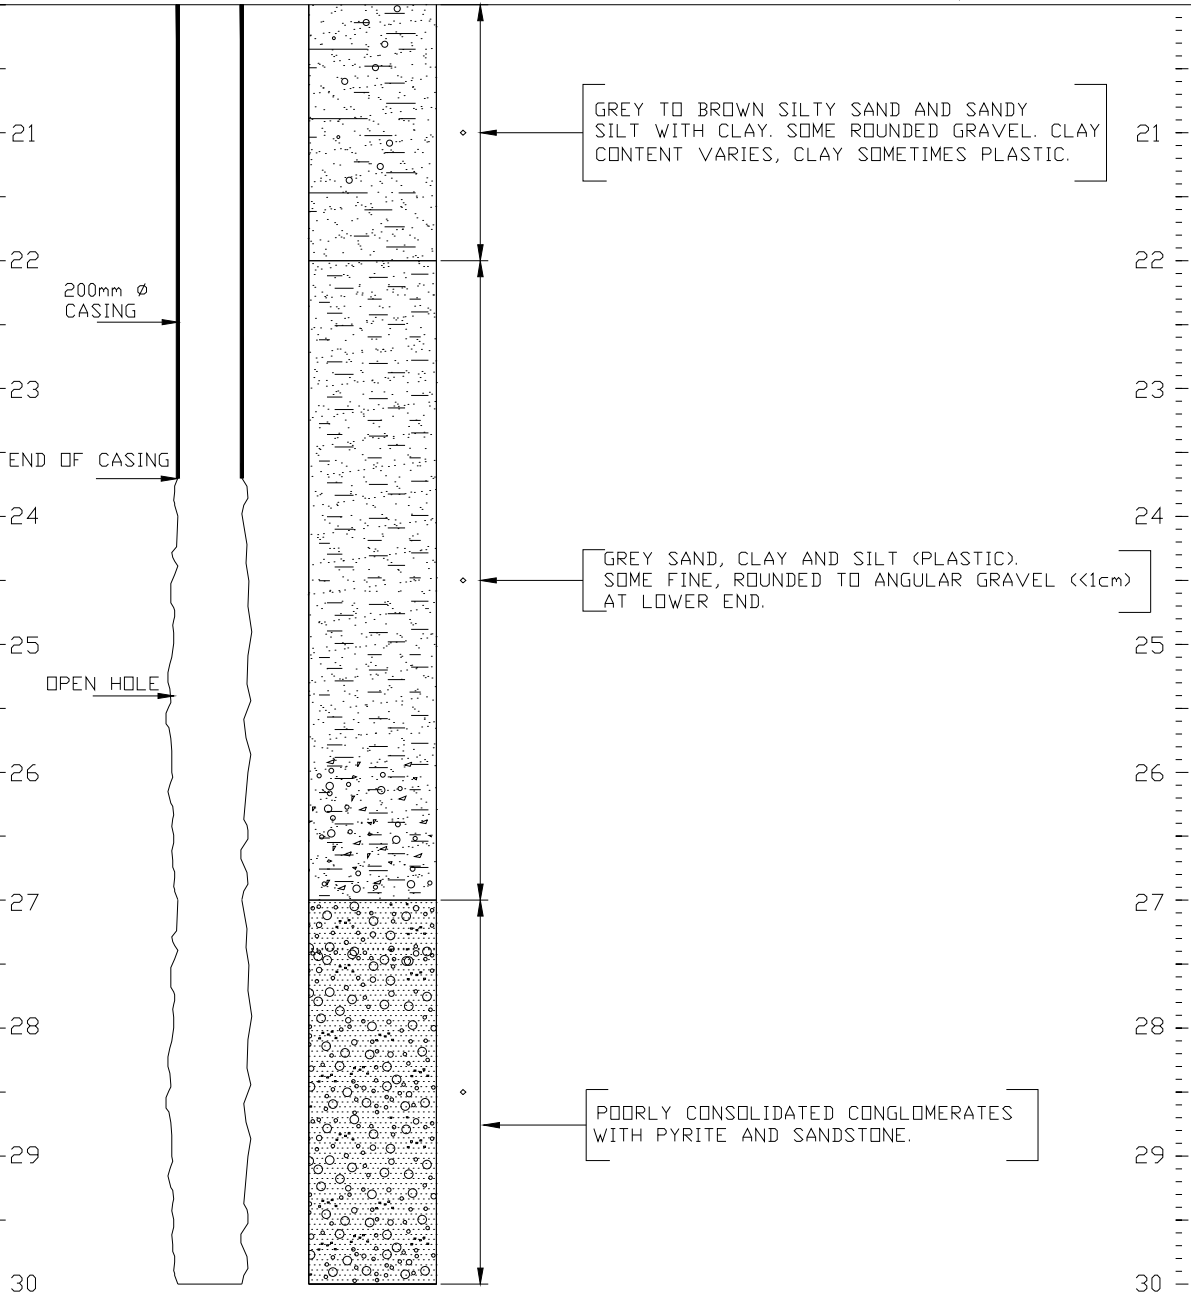 GREY TO BROWN SILTY SAND AND SANDY
SILT WITH CLAY. SOME ROUNDED GRAVEL. CLAY
CONTENT VARIES, CLAY SOMETIMES PLASTIC.
21
21
22
22
200mm Ø
CASING
23
23
END OF CASING
24
24
GREY SAND, CLAY AND SILT (PLASTIC).
SOME FINE, ROUNDED TO ANGULAR GRAVEL (<1cm)
AT LOWER END.
25
25
OPEN HOLE
26
26
27
27
28
28
POORLY CONSOLIDATED CONGLOMERATES
WITH PYRITE AND SANDSTONE.
29
29
30
30